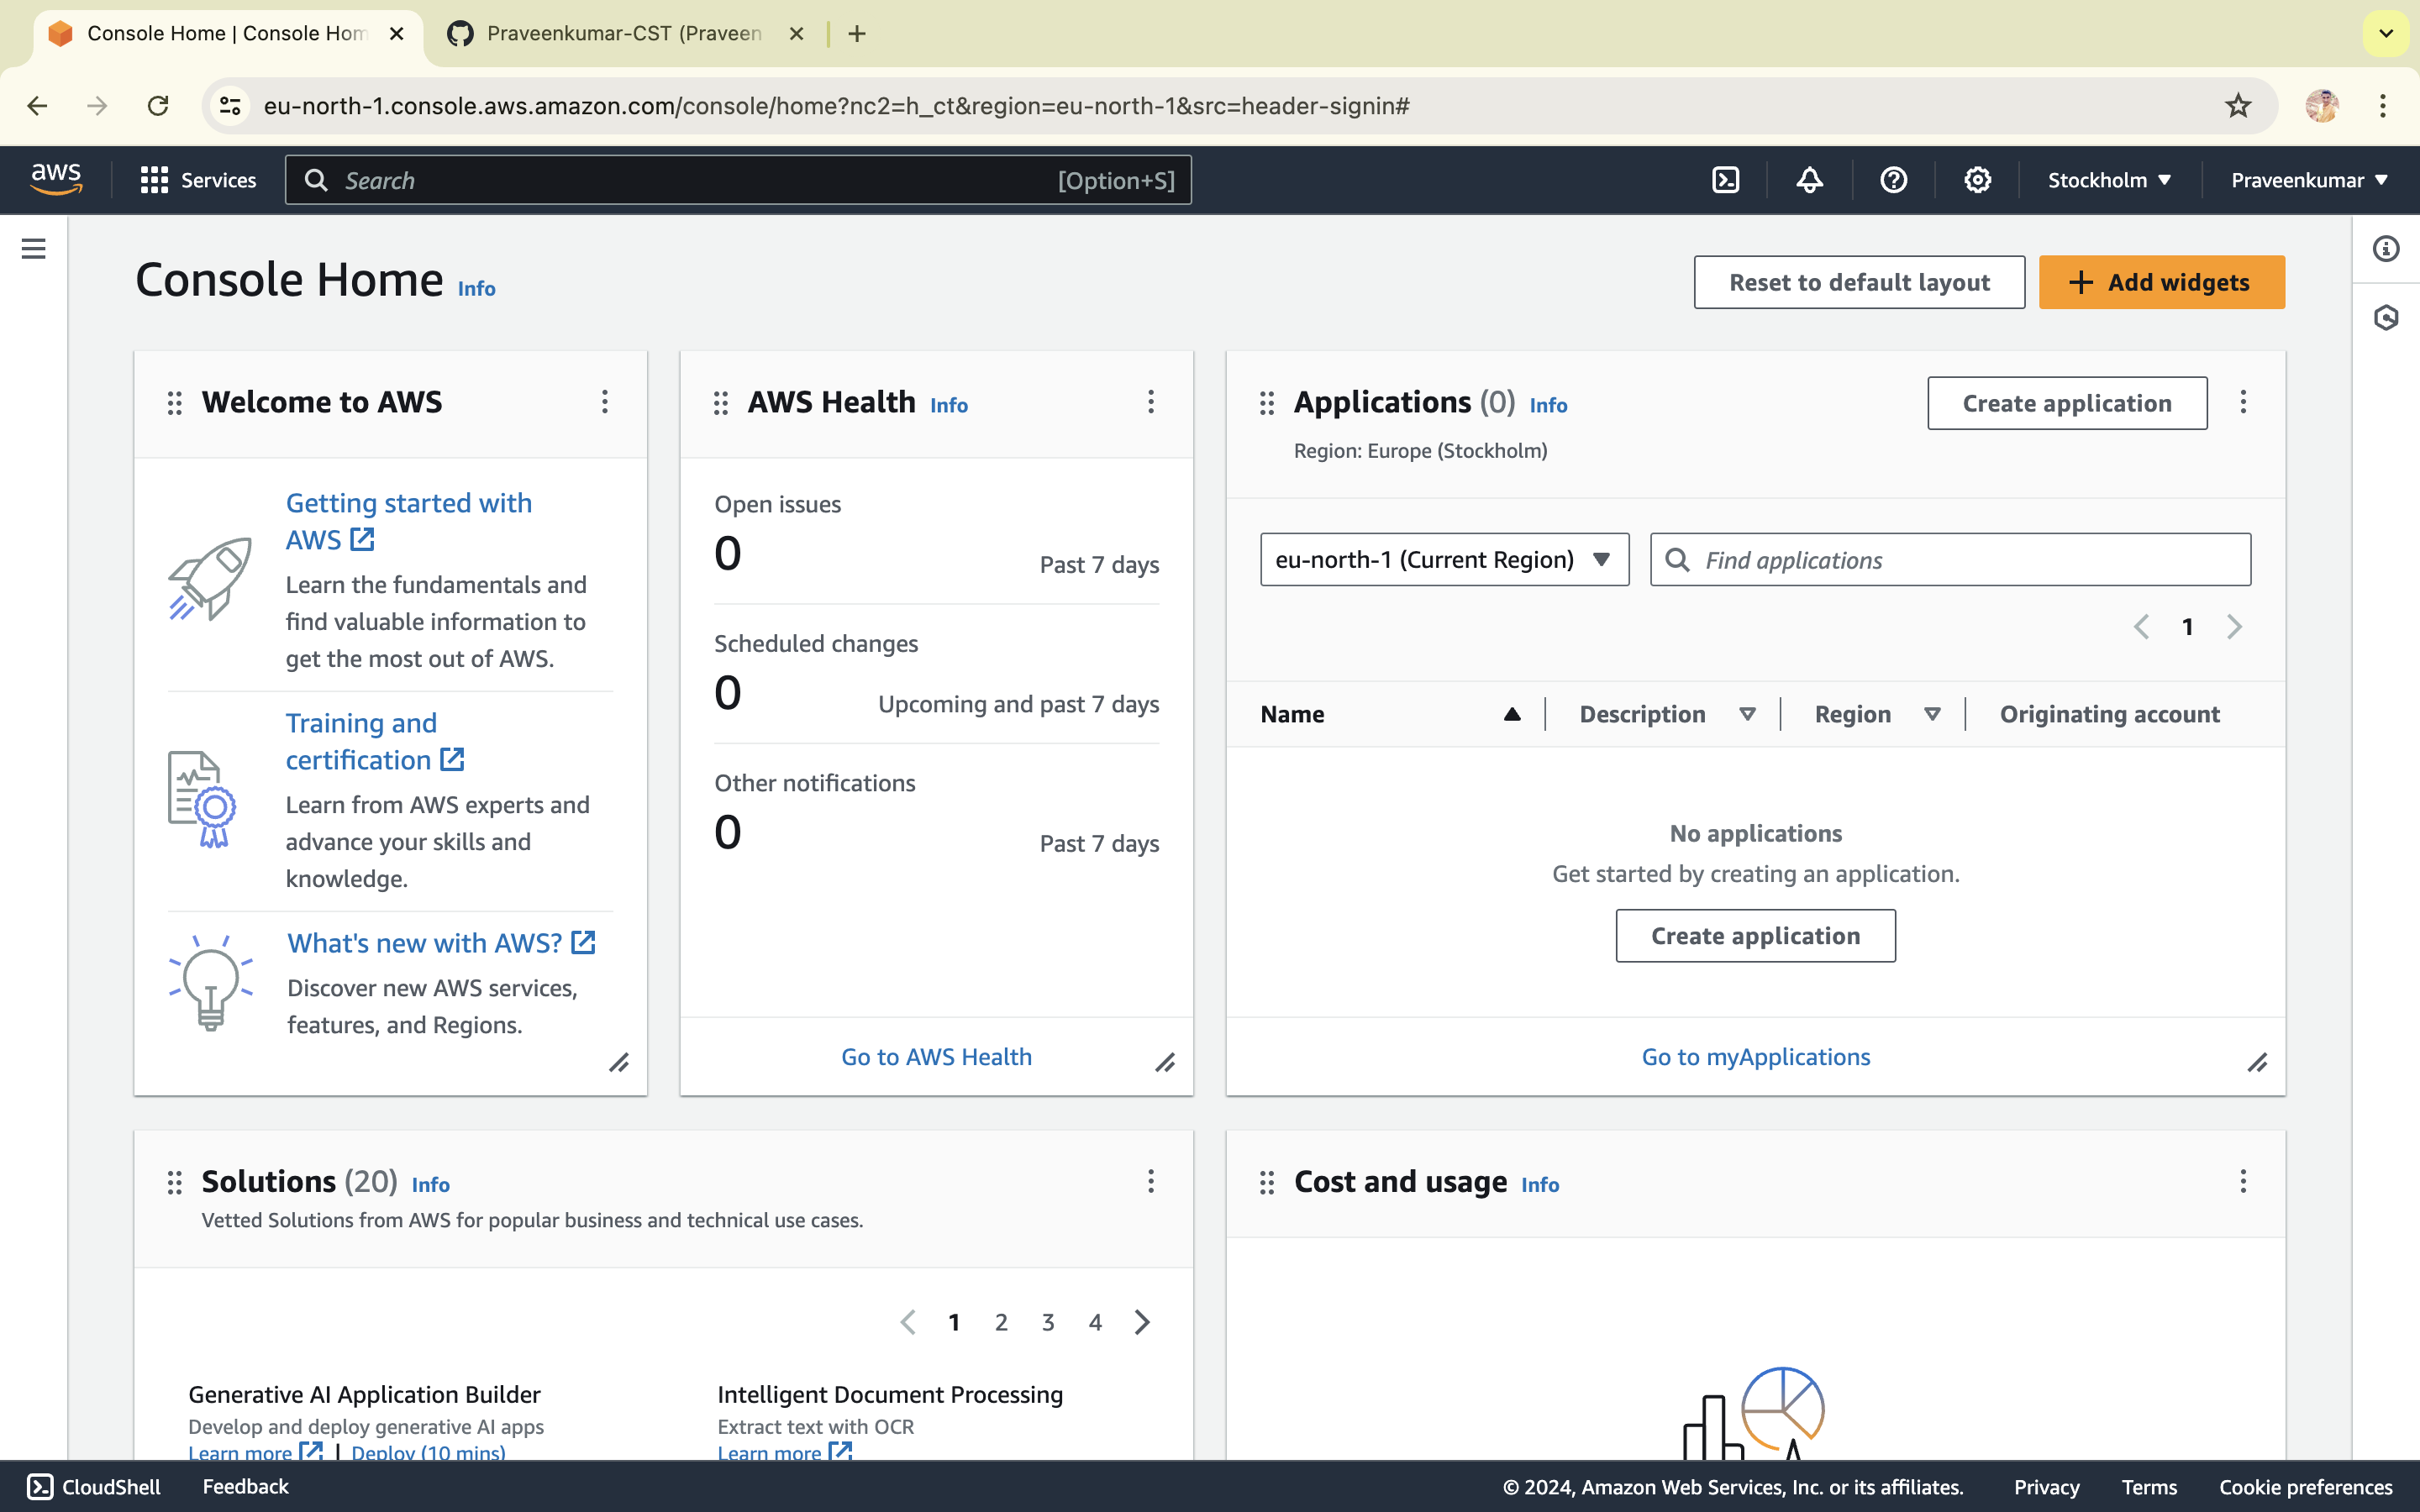 Console Home | Console Hom
Praveenkumar-CST (Praveen
eu-north-1.console.aws.amazon.com/console/home?nc2=h_ct&region=eu-north-1&src=header-signin#
aws
Services
Search
[Option+S]
Stockholm
Praveenkumar
Console Home Info
Reset to default layout
Add widgets
Welcome to AWS
Getting started with
AWS
Learn the fundamentals and
find valuable information to
get the most out of AWS.
Training and
certification
Learn from AWS experts and
advance your skills and
knowledge.
What's new with AWS?
Discover new AWS services,
features, and Regions.
AWS Health Info
Open issues
0
Past 7 days
Scheduled changes
0
Upcoming and past 7 days
Other notifications
0
Past 7 days
Go to AWS Health
Applications (0) Info
Create application
Region: Europe (Stockholm)
eu-north-1 (Current Region)
Find applications
1
Name
Description
Region
Originating account
No applications
Get started by creating an application.
Create application
Go to myApplications
Solutions (20) Info
Vetted Solutions from AWS for popular business and technical use cases.
1 2 3 4
Generative AI Application Builder
Develop and deploy generative AI apps
Learn more | Deploy (10 mins)
Intelligent Document Processing
Extract text with OCR
Learn more
Cost and usage Info
CloudShell
Feedback
© 2024, Amazon Web Services, Inc. or its affiliates.
Privacy
Terms
Cookie preferences